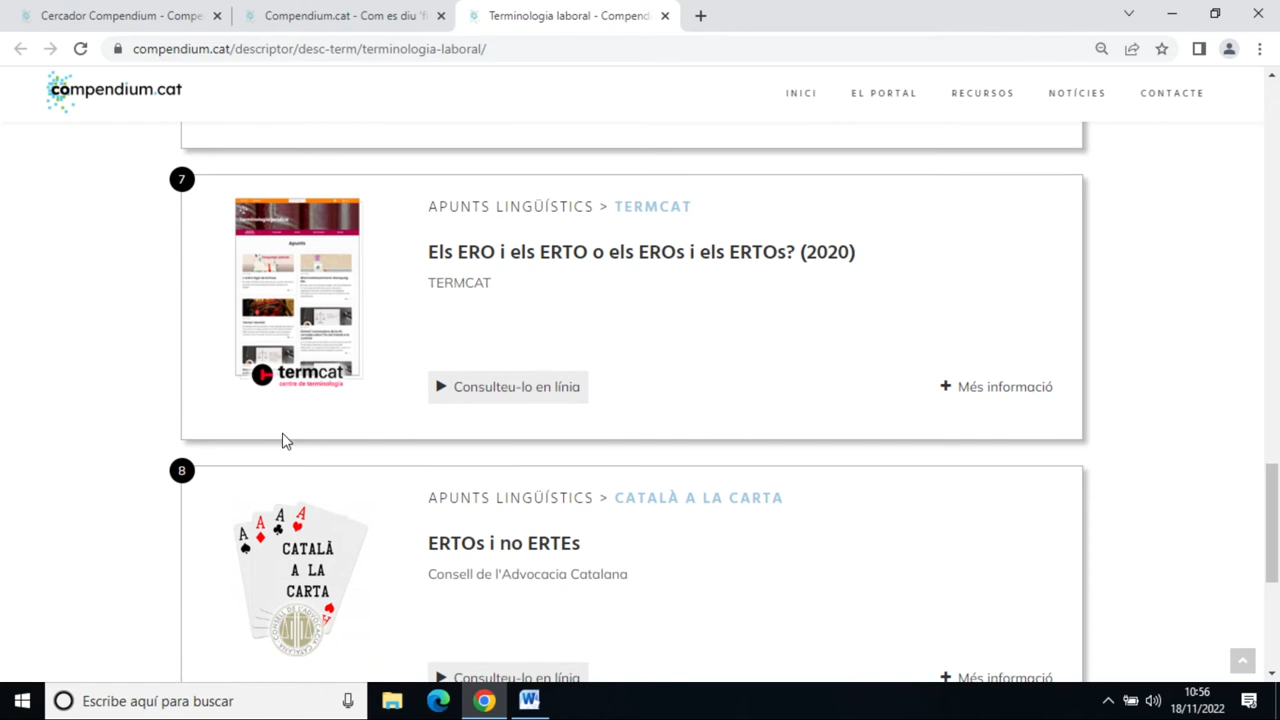 Cercador Compendium - Compe
Compendium.cat - Com es diu 'fi
Terminologia laboral - Compend
compendium.cat/descriptor/desc-term/terminologia-laboral/
compendium.cat
INICI
EL PORTAL
RECURSOS
NOTÍCIES
CONTACTE
7
Apunts
termcat
centre de terminologia
APUNTS LINGÜÍSTICS > TERMCAT
Els ERO i els ERTO o els EROs i els ERTOs? (2020)
TERMCAT
Consulteu-lo en línia
Més informació
8
A A A A
CATALÀ
A LA
CARTA
APUNTS LINGÜÍSTICS > CATALÀ A LA CARTA
ERTOs i no ERTEs
Consell de l'Advocacia Catalana
Consulteu-lo en línia
Més informació
Escribe aquí para buscar
10:56
18/11/2022